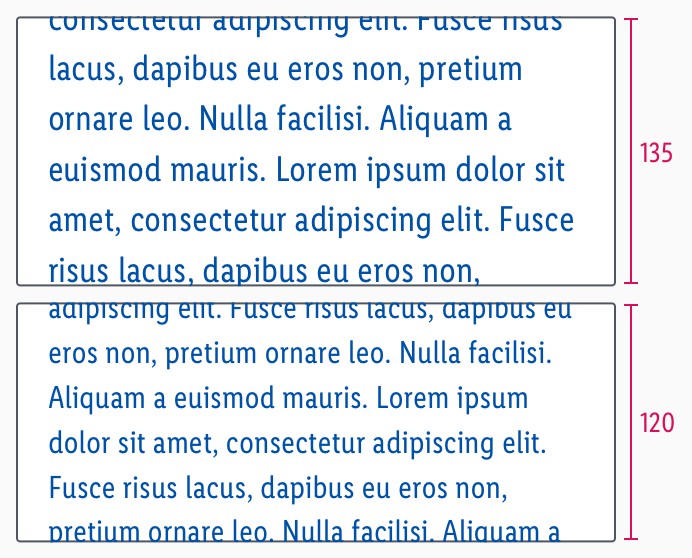 consectetur adipiscing elit. Fusce risus
lacus, dapibus eu eros non, pretium
ornare leo. Nulla facilisi. Aliquam a
euismod mauris. Lorem ipsum dolor sit
amet, consectetur adipiscing elit. Fusce
risus lacus, dapibus eu eros non,
135
adipiscing elit. Fusce risus lacus, dapibus eu
eros non, pretium ornare leo. Nulla facilisi.
Aliquam a euismod mauris. Lorem ipsum
dolor sit amet, consectetur adipiscing elit.
Fusce risus lacus, dapibus eu eros non,
pretium ornare leo. Nulla facilisi. Aliquam a
120